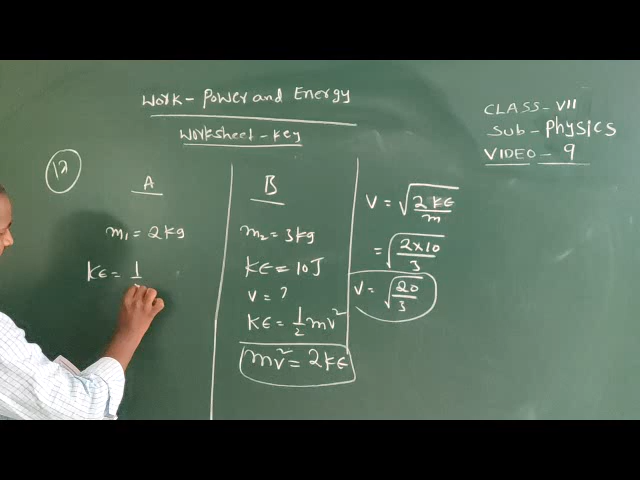 Work - Power and Energy
Worksheet - Key
CLASS - VII
Sub - Physics
VIDEO - 9
12
A
m₁ = 2kg
KE = 1
B
m₂ = 3kg
KE = 10J
V = ?
KE = 1/2 mv²
mv² = 2KE
V = √(2KE/m)
= √(2×10/3)
V = √(20/3)